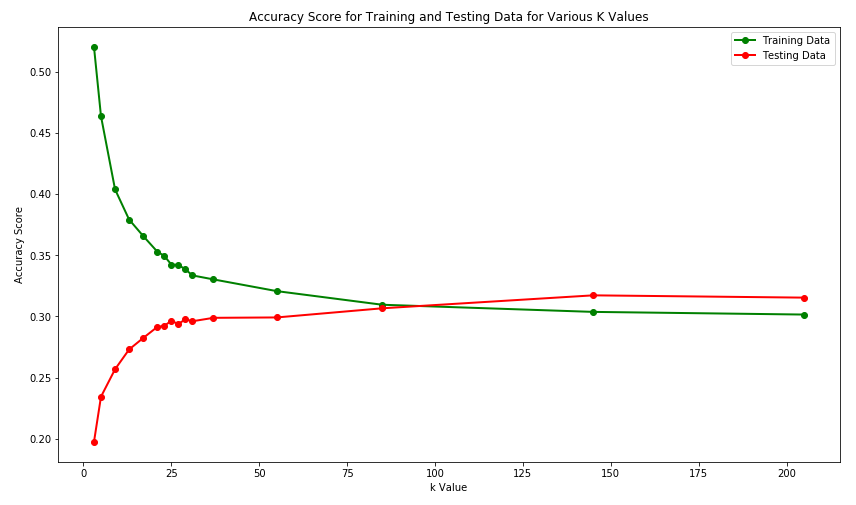 Accuracy Score for Training and Testing Data for Various K Values
Training Data
Testing Data
0.50
0.45
0.40
0.35
0.30
0.25
0.20
Accuracy Score
0 25 50 75 100 125 150 175 200
k Value